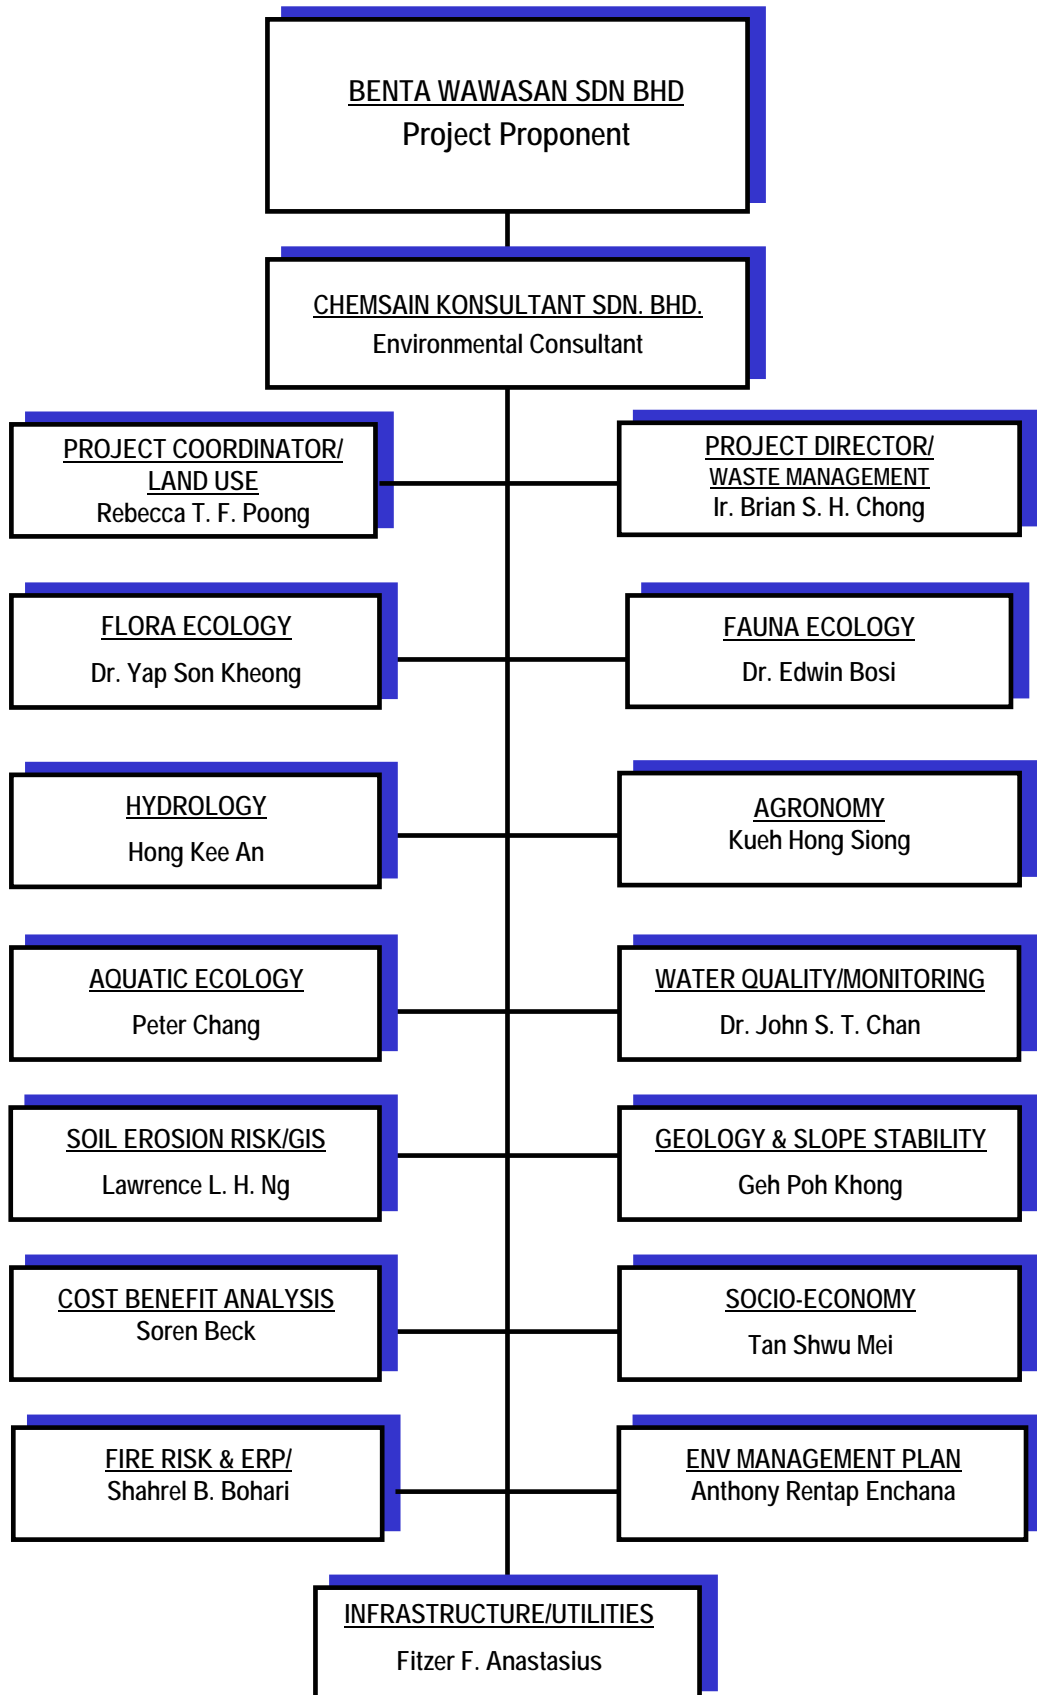 BENTA WAWASAN SDN BHD
Project Proponent
CHEMSAIN KONSULTANT SDN. BHD.
Environmental Consultant
PROJECT COORDINATOR/
LAND USE
Rebecca T. F. Poong
PROJECT DIRECTOR/
WASTE MANAGEMENT
Ir. Brian S. H. Chong
FLORA ECOLOGY
Dr. Yap Son Kheong
FAUNA ECOLOGY
Dr. Edwin Bosi
HYDROLOGY
Hong Kee An
AGRONOMY
Kueh Hong Siong
AQUATIC ECOLOGY
Peter Chang
WATER QUALITY/MONITORING
Dr. John S. T. Chan
SOIL EROSION RISK/GIS
Lawrence L. H. Ng
GEOLOGY & SLOPE STABILITY
Geh Poh Khong
COST BENEFIT ANALYSIS
Soren Beck
SOCIO-ECONOMY
Tan Shwu Mei
FIRE RISK & ERP/
Shahrel B. Bohari
ENV MANAGEMENT PLAN
Anthony Rentap Enchana
INFRASTRUCTURE/UTILITIES
Fitzer F. Anastasius